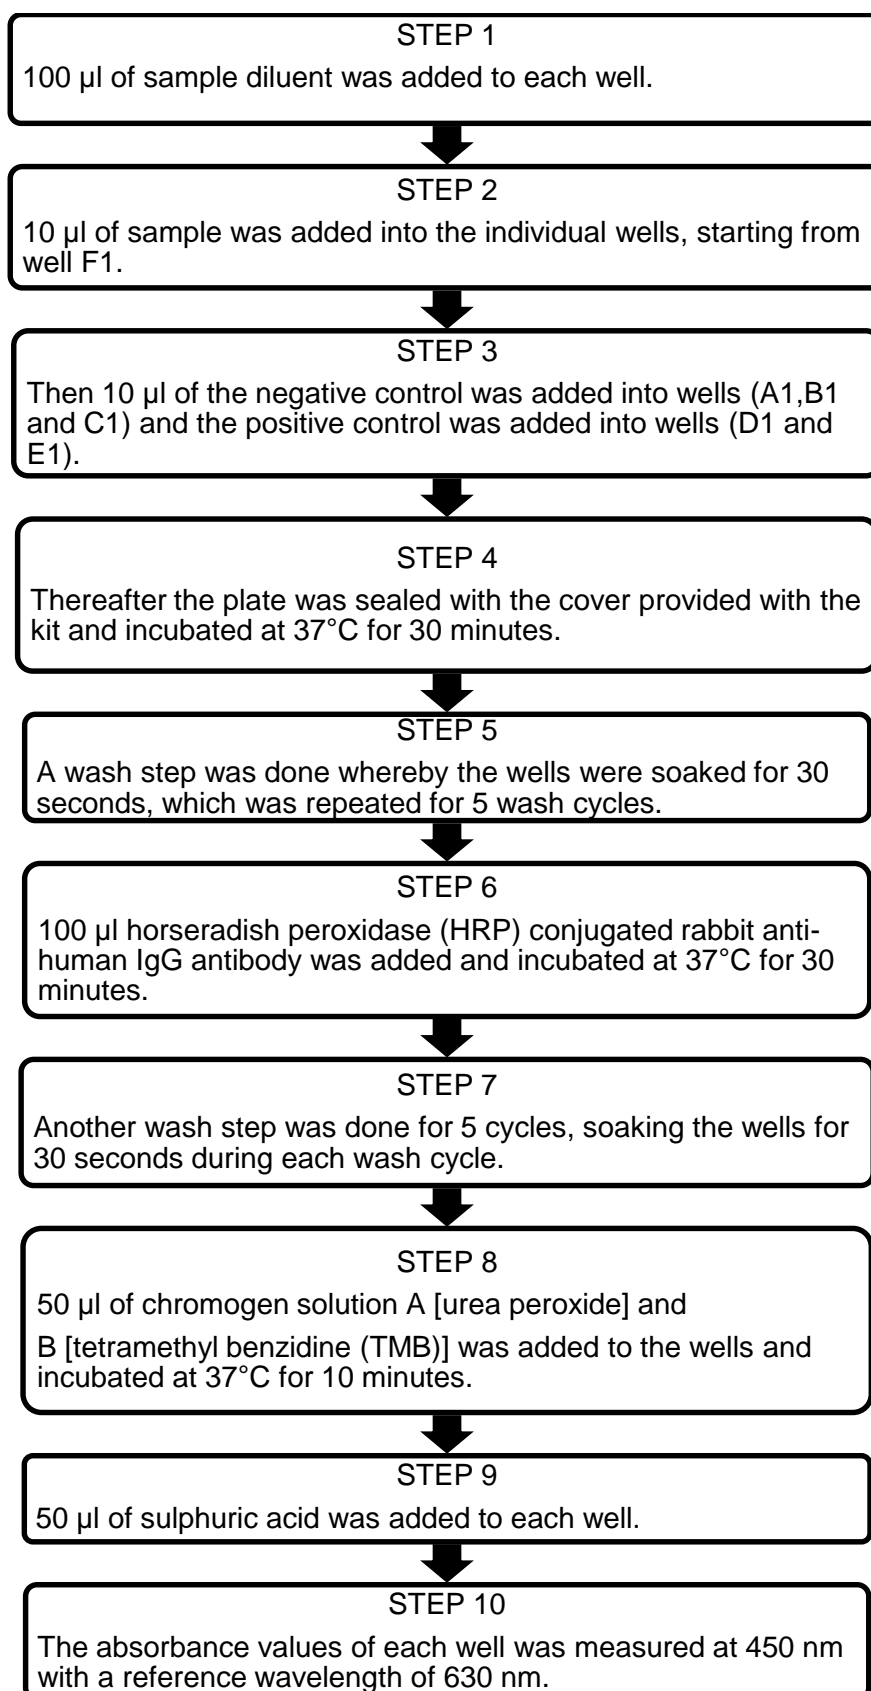 STEP 1
100 µl of sample diluent was added to each well.
STEP 2
10 µl of sample was added into the individual wells, starting from
well F1.
STEP 3
Then 10 µl of the negative control was added into wells (A1,B1
and C1) and the positive control was added into wells (D1 and
E1).
STEP 4
Thereafter the plate was sealed with the cover provided with the
kit and incubated at 37°C for 30 minutes.
STEP 5
A wash step was done whereby the wells were soaked for 30
seconds, which was repeated for 5 wash cycles.
STEP 6
100 µl horseradish peroxidase (HRP) conjugated rabbit anti-
human IgG antibody was added and incubated at 37°C for 30
minutes.
STEP 7
Another wash step was done for 5 cycles, soaking the wells for
30 seconds during each wash cycle.
STEP 8
50 µl of chromogen solution A [urea peroxide] and
B [tetramethyl benzidine (TMB)] was added to the wells and
incubated at 37°C for 10 minutes.
STEP 9
50 µl of sulphuric acid was added to each well.
STEP 10
The absorbance values of each well was measured at 450 nm
with a reference wavelength of 630 nm.